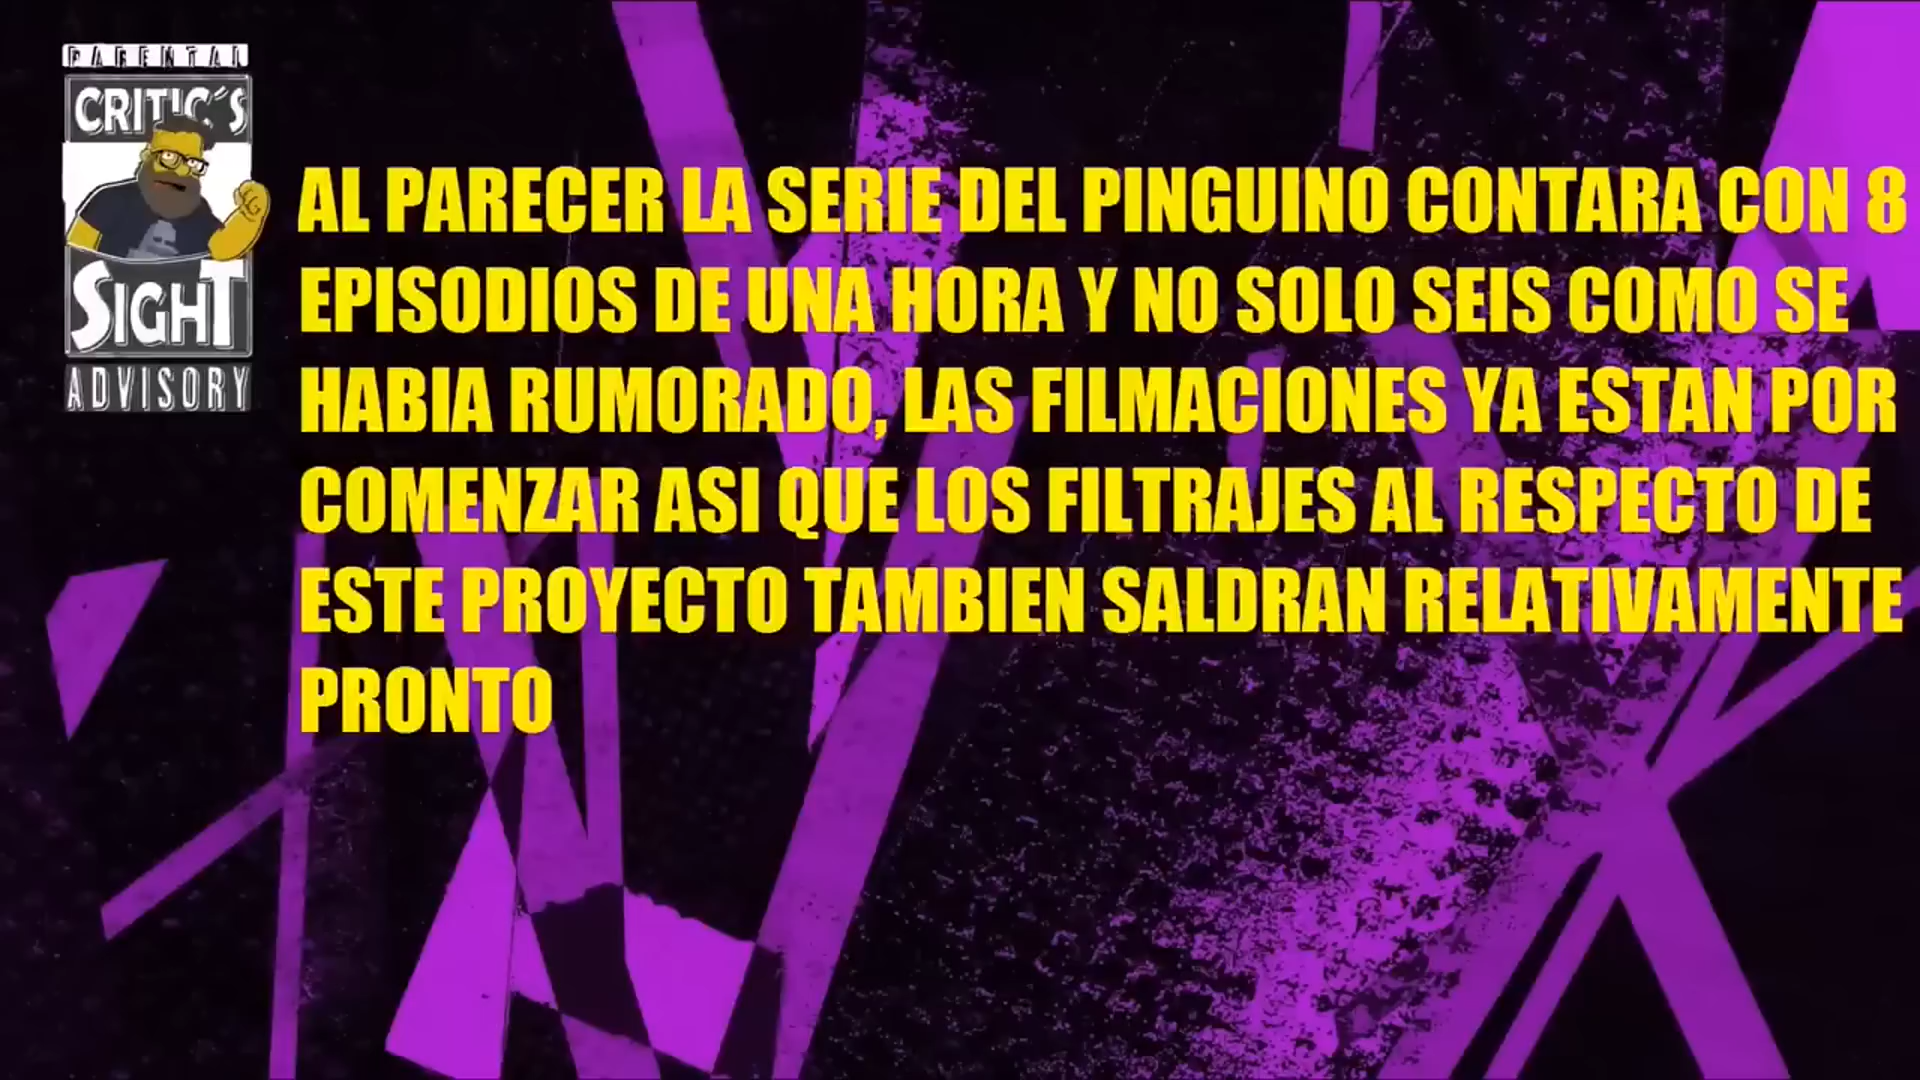 PARENTAL
CRITIC´S
SIGHT
ADVISORY
AL PARECER LA SERIE DEL PINGUINO CONTARA CON 8
EPISODIOS DE UNA HORA Y NO SOLO SEIS COMO SE
HABIA RUMORADO, LAS FILMACIONES YA ESTAN POR
COMENZAR ASI QUE LOS FILTRAJES AL RESPECTO DE
ESTE PROYECTO TAMBIEN SALDRAN RELATIVAMENTE
PRONTO